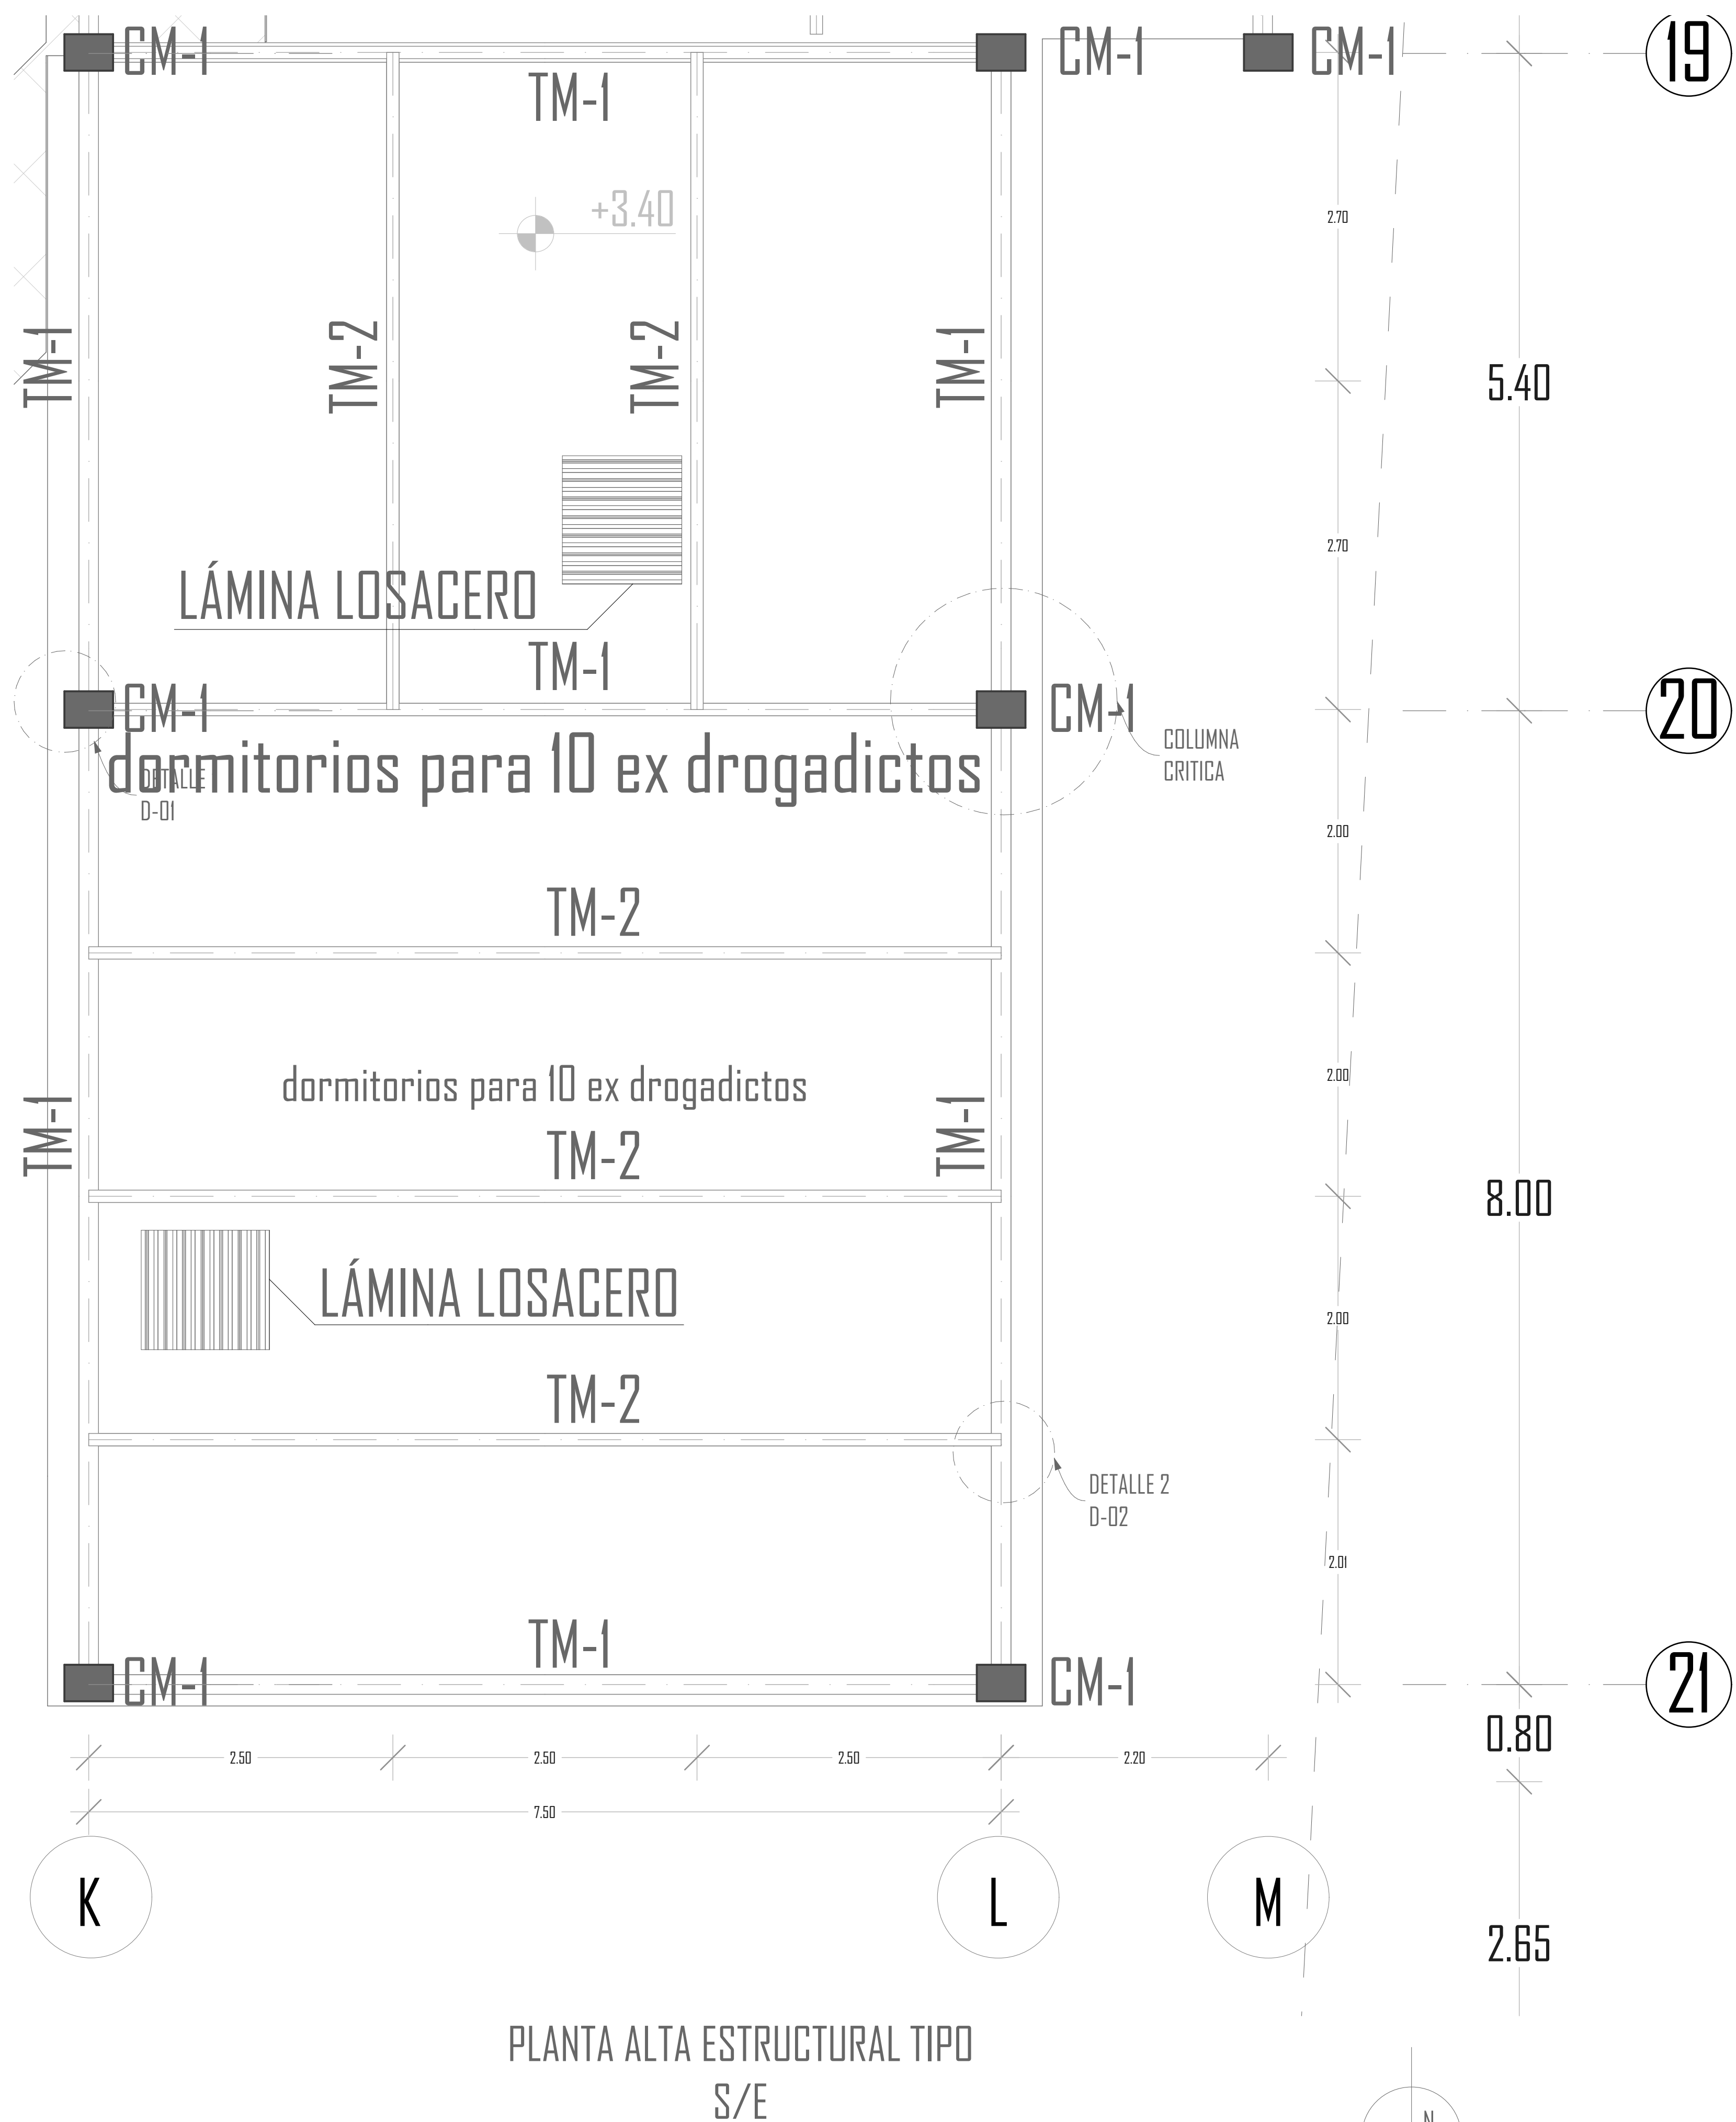 CM-1
CM-1
CM-1
19
TM-1
+3.40
2.70
TM-1
TM-2
TM-2
TM-1
5.40
2.70
LÁMINA LOSACERO
TM-1
CM-1
CM-1
20
COLUMNA
CRITICA
dormitorios para 10 ex drogadictos
DETALLE
D-01
2.00
TM-2
2.00
dormitorios para 10 ex drogadictos
TM-1
TM-2
TM-1
8.00
LÁMINA LOSACERO
2.00
TM-2
DETALLE 2
D-02
2.01
TM-1
CM-1
CM-1
21
0.80
2.50
2.50
2.50
2.20
7.50
K
L
M
2.65
PLANTA ALTA ESTRUCTURAL TIPO
S/E
N